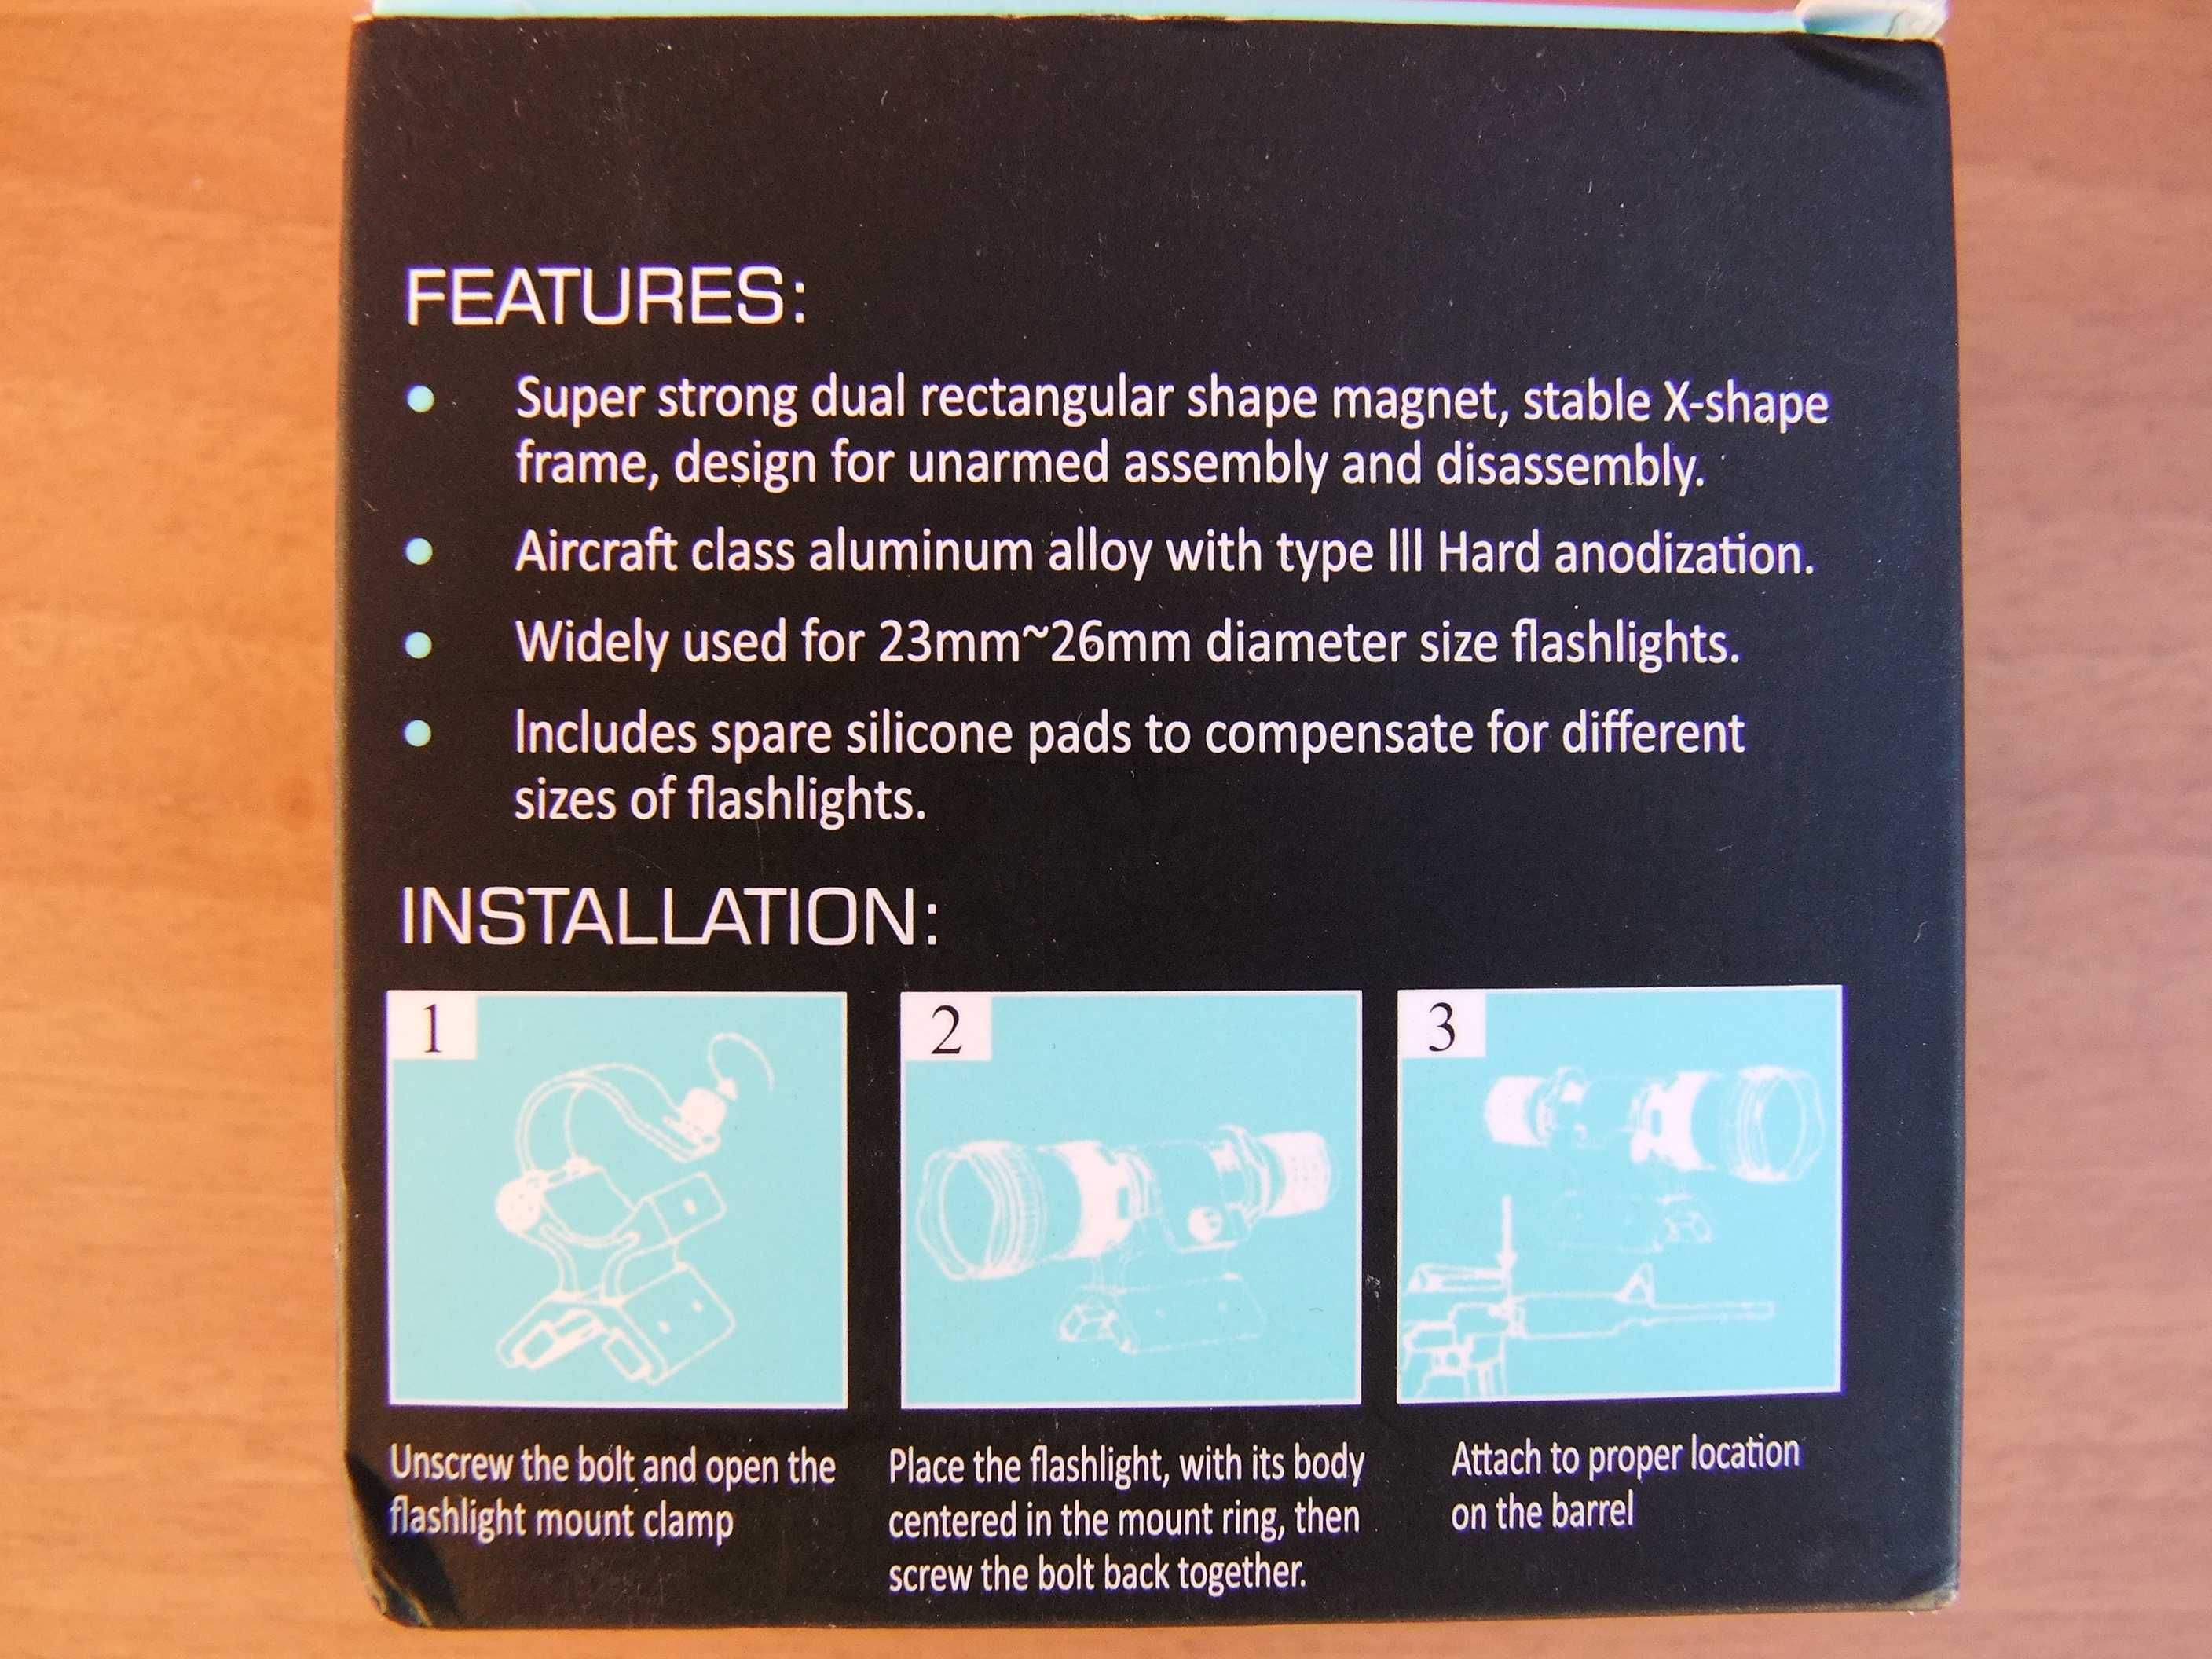 FEATURES:
• Super strong dual rectangular shape magnet, stable X-shape
frame, design for unarmed assembly and disassembly.
• Aircraft class aluminum alloy with type III Hard anodization.
• Widely used for 23mm~26mm diameter size flashlights.
• Includes spare silicone pads to compensate for different
sizes of flashlights.
INSTALLATION:
1
Unscrew the bolt and open the
flashlight mount clamp
2
Place the flashlight, with its body
centered in the mount ring, then
screw the bolt back together.
3
Attach to proper location
on the barrel